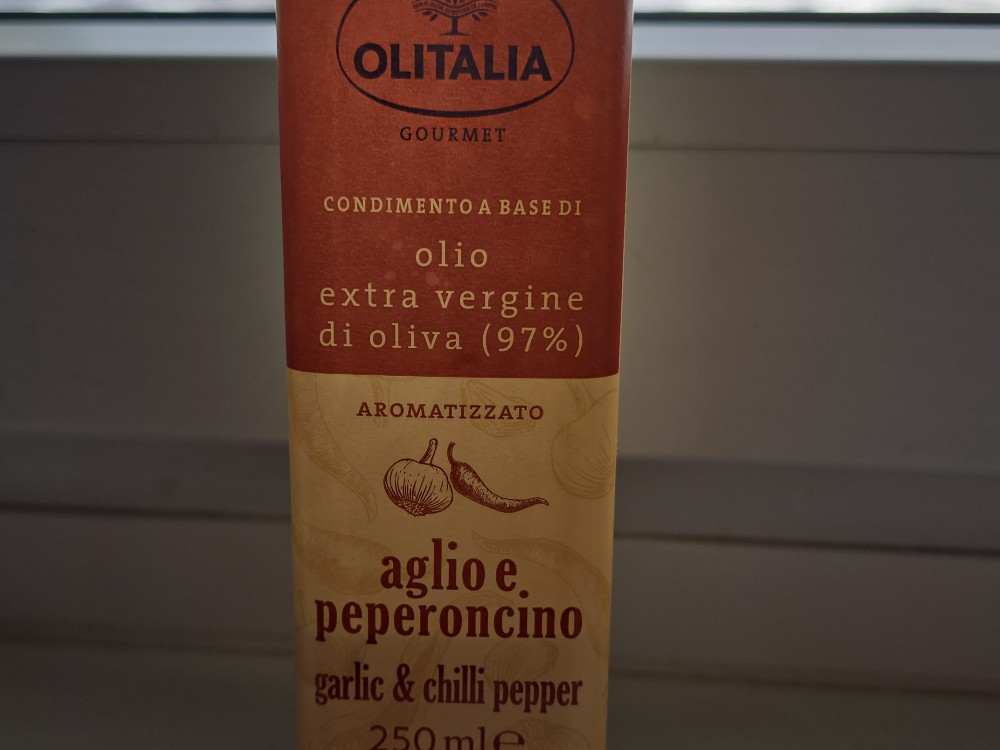 OLITALIA
GOURMET
CONDIMENTO A BASE DI
olio
extra vergine
di oliva (97%)
AROMATIZZATO
aglio e
peperoncino
garlic & chilli pepper
250 ml ℮